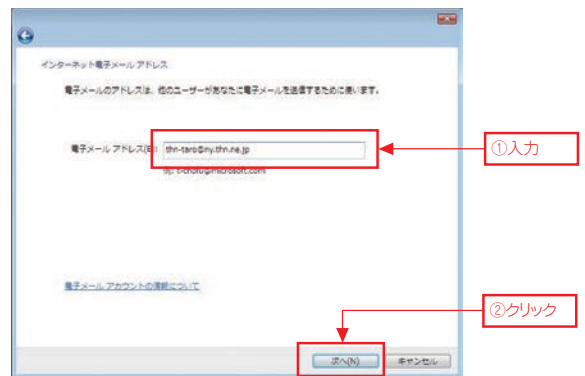 インターネット電子メール アドレス
電子メールのアドレスは、他のユーザーがあなたに電子メールを送信するために使います。
電子メール アドレス(E): thn-taro@ny.thn.ne.jp
①入力
例: t-chofu@microsoft.com
電子メール アカウントの情報について
②クリック
次へ(N) キャンセル